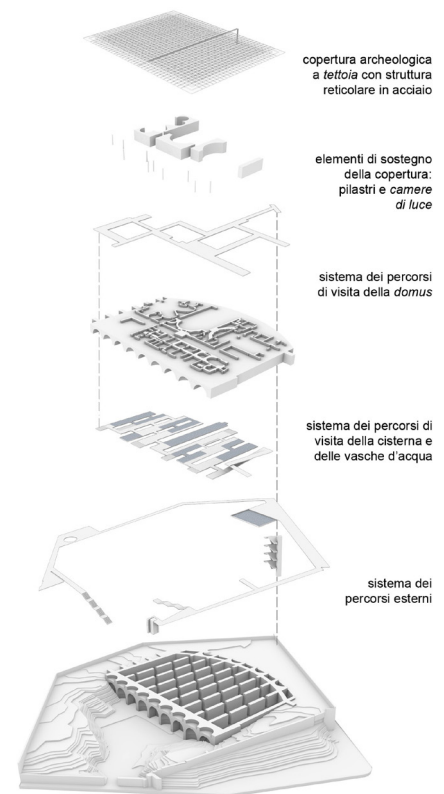 copertura archeologica
a tettoia con struttura
reticolare in acciaio
elementi di sostegno
della copertura:
pilastri e camere
di luce
sistema dei percorsi
di visita della domus
sistema dei percorsi di
visita della cisterna e
delle vasche d'acqua
sistema dei
percorsi esterni